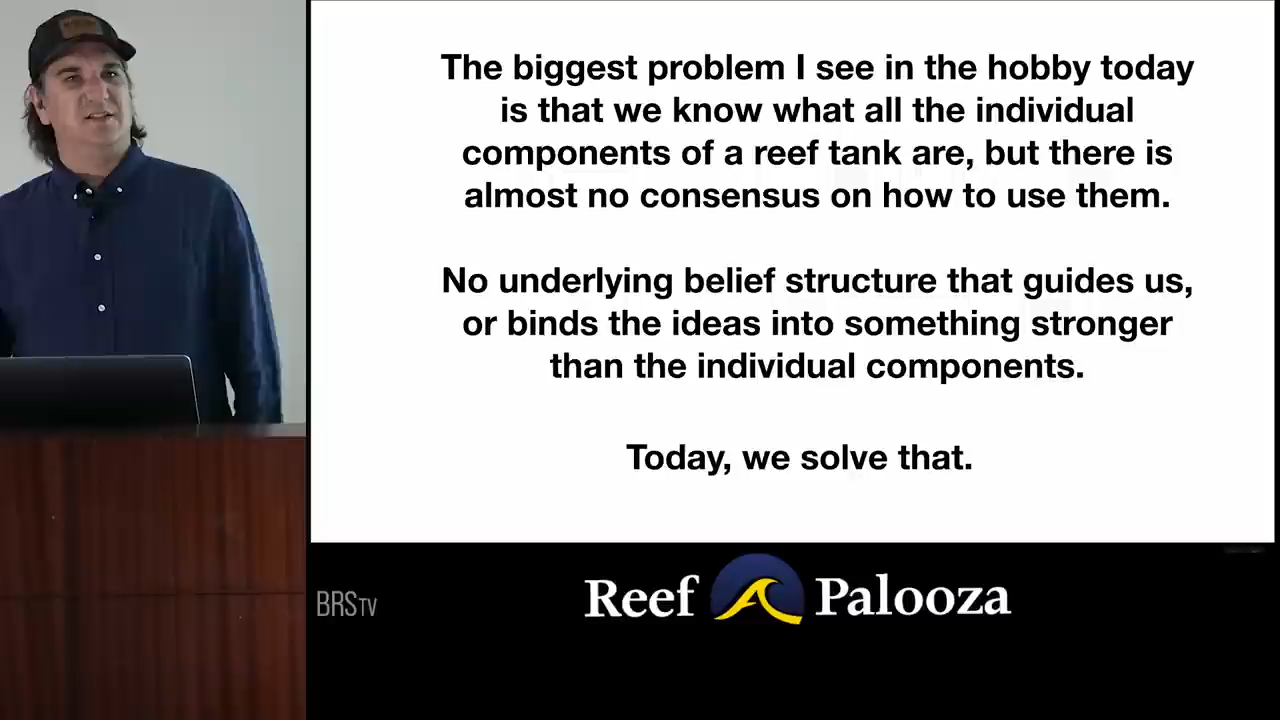 The biggest problem I see in the hobby today
is that we know what all the individual
components of a reef tank are, but there is
almost no consensus on how to use them.
No underlying belief structure that guides us,
or binds the ideas into something stronger
than the individual components.
Today, we solve that.
BRSTV
Reef Palooza